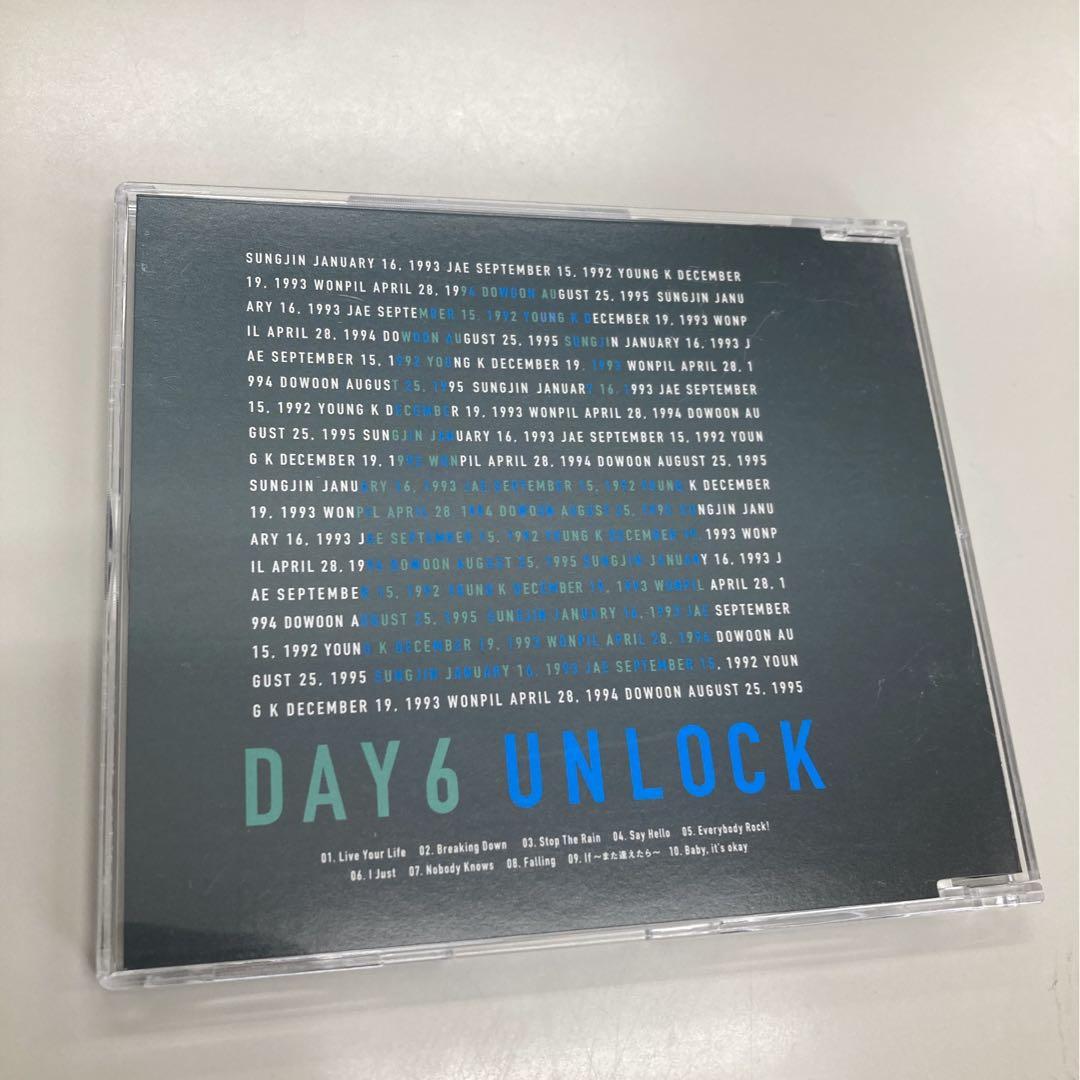 SUNGJIN JANUARY 16, 1993 JAE SEPTEMBER 15, 1992 YOUNG K DECEMBER
19, 1993 WONPIL APRIL 28, 1994 DOWOON AUGUST 25, 1995 SUNGJIN JANU
ARY 16, 1993 JAE SEPTEMBER 15, 1992 YOUNG K DECEMBER 19, 1993 WONP
IL APRIL 28, 1994 DOWOON AUGUST 25, 1995 SUNGJIN JANUARY 16, 1993 J
AE SEPTEMBER 15, 1992 YOUNG K DECEMBER 19, 1993 WONPIL APRIL 28, 1
994 DOWOON AUGUST 25, 1995 SUNGJIN JANUARY 16, 1993 JAE SEPTEMBER
15, 1992 YOUNG K DECEMBER 19, 1993 WONPIL APRIL 28, 1994 DOWOON AU
GUST 25, 1995 SUNGJIN JANUARY 16, 1993 JAE SEPTEMBER 15, 1992 YOUN
G K DECEMBER 19, 1993 WONPIL APRIL 28, 1994 DOWOON AUGUST 25, 1995
SUNGJIN JANUARY 16, 1993 JAE SEPTEMBER 15, 1992 YOUNG K DECEMBER
19, 1993 WONPIL APRIL 28, 1994 DOWOON AUGUST 25, 1995 SUNGJIN JANU
ARY 16, 1993 JAE SEPTEMBER 15, 1992 YOUNG K DECEMBER 19, 1993 WONP
IL APRIL 28, 1994 DOWOON AUGUST 25, 1995 SUNGJIN JANUARY 16, 1993 J
AE SEPTEMBER 15, 1992 YOUNG K DECEMBER 19, 1993 WONPIL APRIL 28, 1
994 DOWOON AUGUST 25, 1995 SUNGJIN JANUARY 16, 1993 JAE SEPTEMBER
15, 1992 YOUNG K DECEMBER 19, 1993 WONPIL APRIL 28, 1994 DOWOON AU
GUST 25, 1995 SUNGJIN JANUARY 16, 1993 JAE SEPTEMBER 15, 1992 YOUN
G K DECEMBER 19, 1993 WONPIL APRIL 28, 1994 DOWOON AUGUST 25, 1995
DAY6 UNLOCK
01. Live Your Life 02. Breaking Down 03. Stop The Rain 04. Say Hello 05. Everybody Rock!
06. I Just 07. Nobody Knows 08. Falling 09. If 〜また逢えたら〜 10. Baby, it's okay